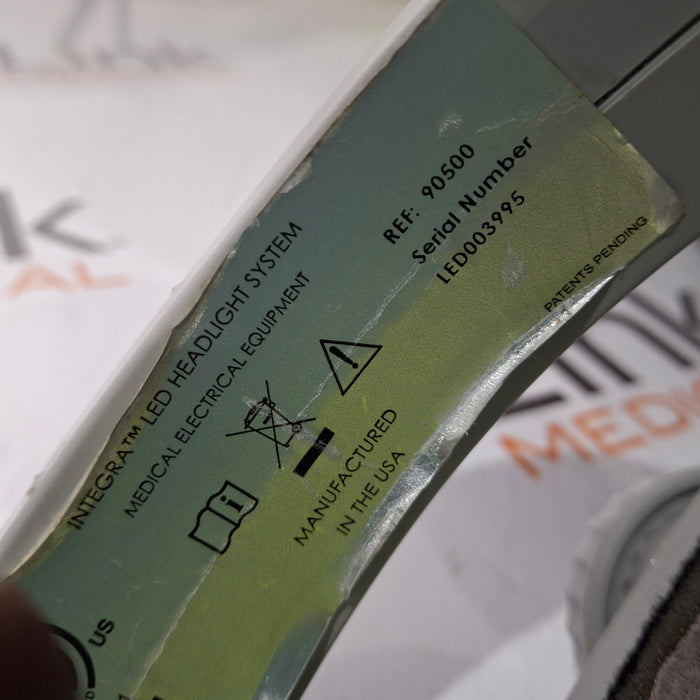 REF: 90500
Serial Number
LED003995
PATENTS PENDING
INTEGRA™ LED HEADLIGHT SYSTEM
MEDICAL ELECTRICAL EQUIPMENT
MANUFACTURED
IN THE USA
US